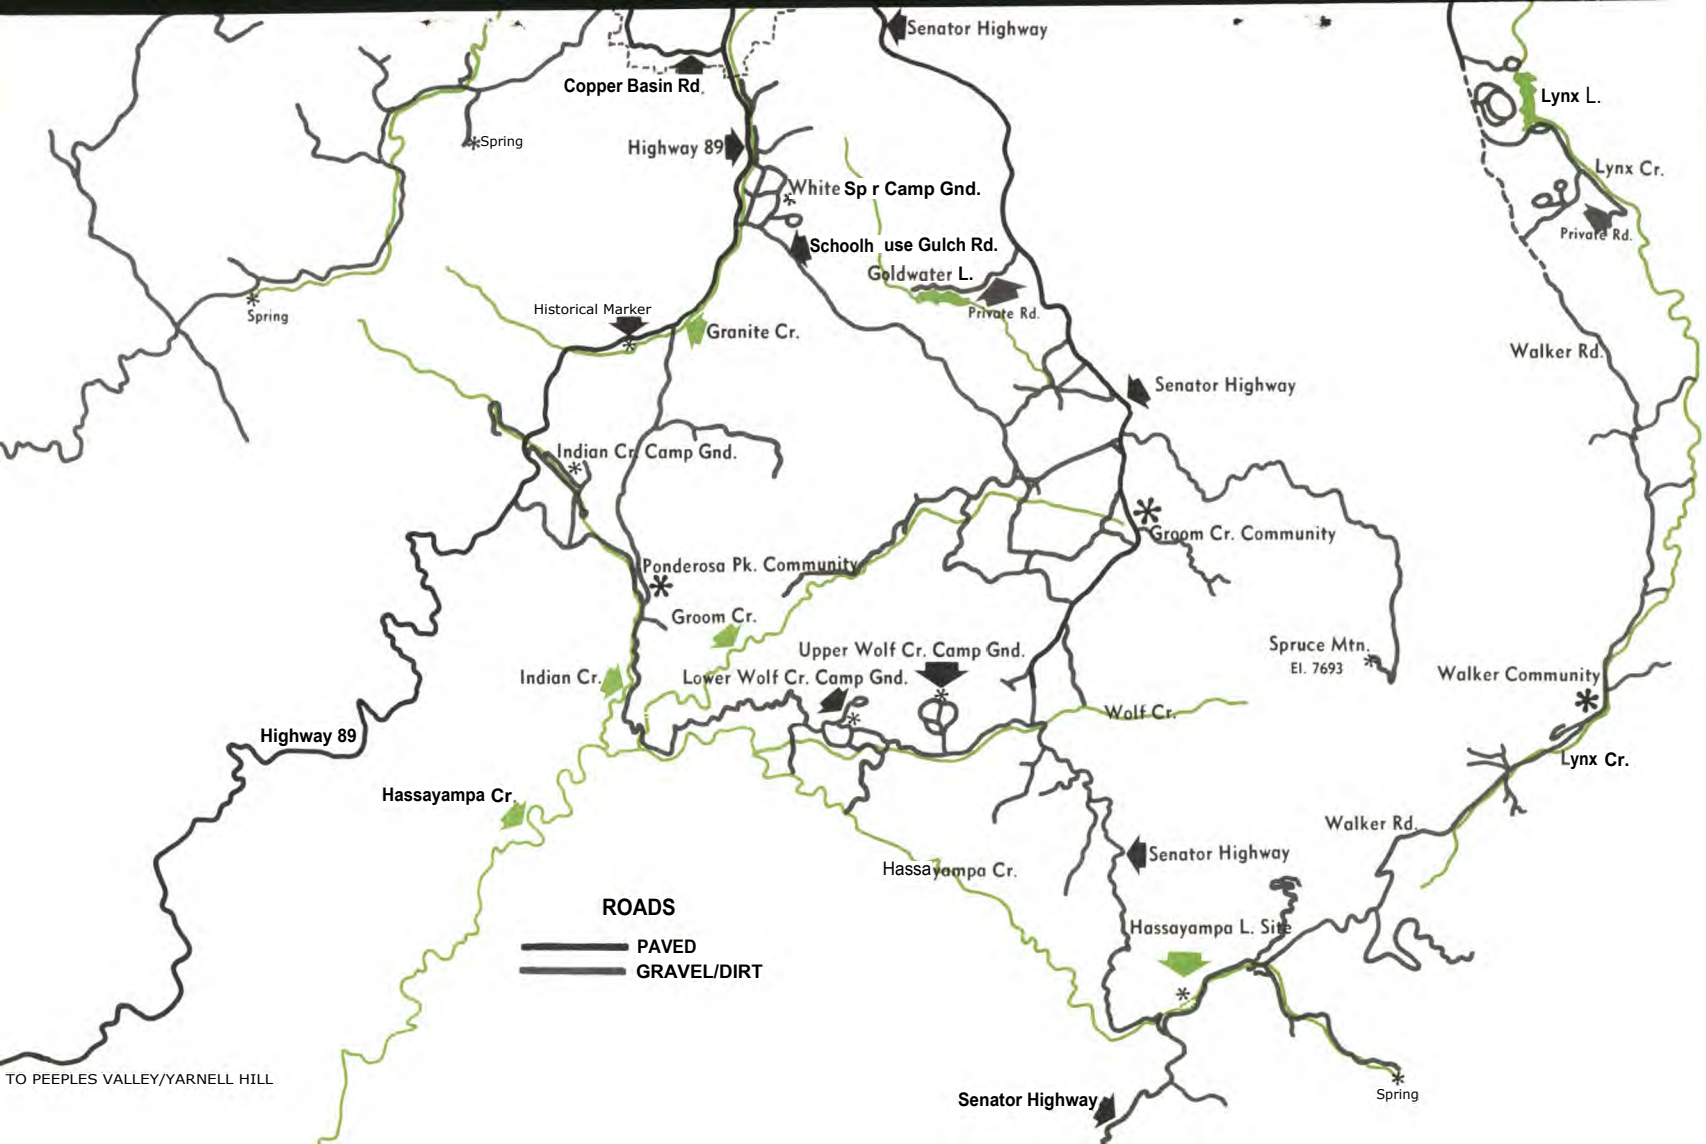 Senator Highway
Copper Basin Rd.
Lynx L.
Spring
Highway 89
Lynx Cr.
White Sp r Camp Gnd.
Private Rd.
Schoolh use Gulch Rd.
Goldwater L.
Private Rd.
Spring
Historical Marker
Granite Cr.
Walker Rd.
Senator Highway
Indian Cr. Camp Gnd.
Groom Cr. Community
Ponderosa Pk. Community
Groom Cr.
Upper Wolf Cr. Camp Gnd.
Spruce Mtn.
El. 7693
Indian Cr.
Lower Wolf Cr. Camp Gnd.
Walker Community
Wolf Cr.
Highway 89
Lynx Cr.
Hassayampa Cr.
Walker Rd.
Senator Highway
Hassayampa Cr.
ROADS
PAVED
GRAVEL/DIRT
Hassayampa L. Site
TO PEEPLES VALLEY/YARNELL HILL
Spring
Senator Highway